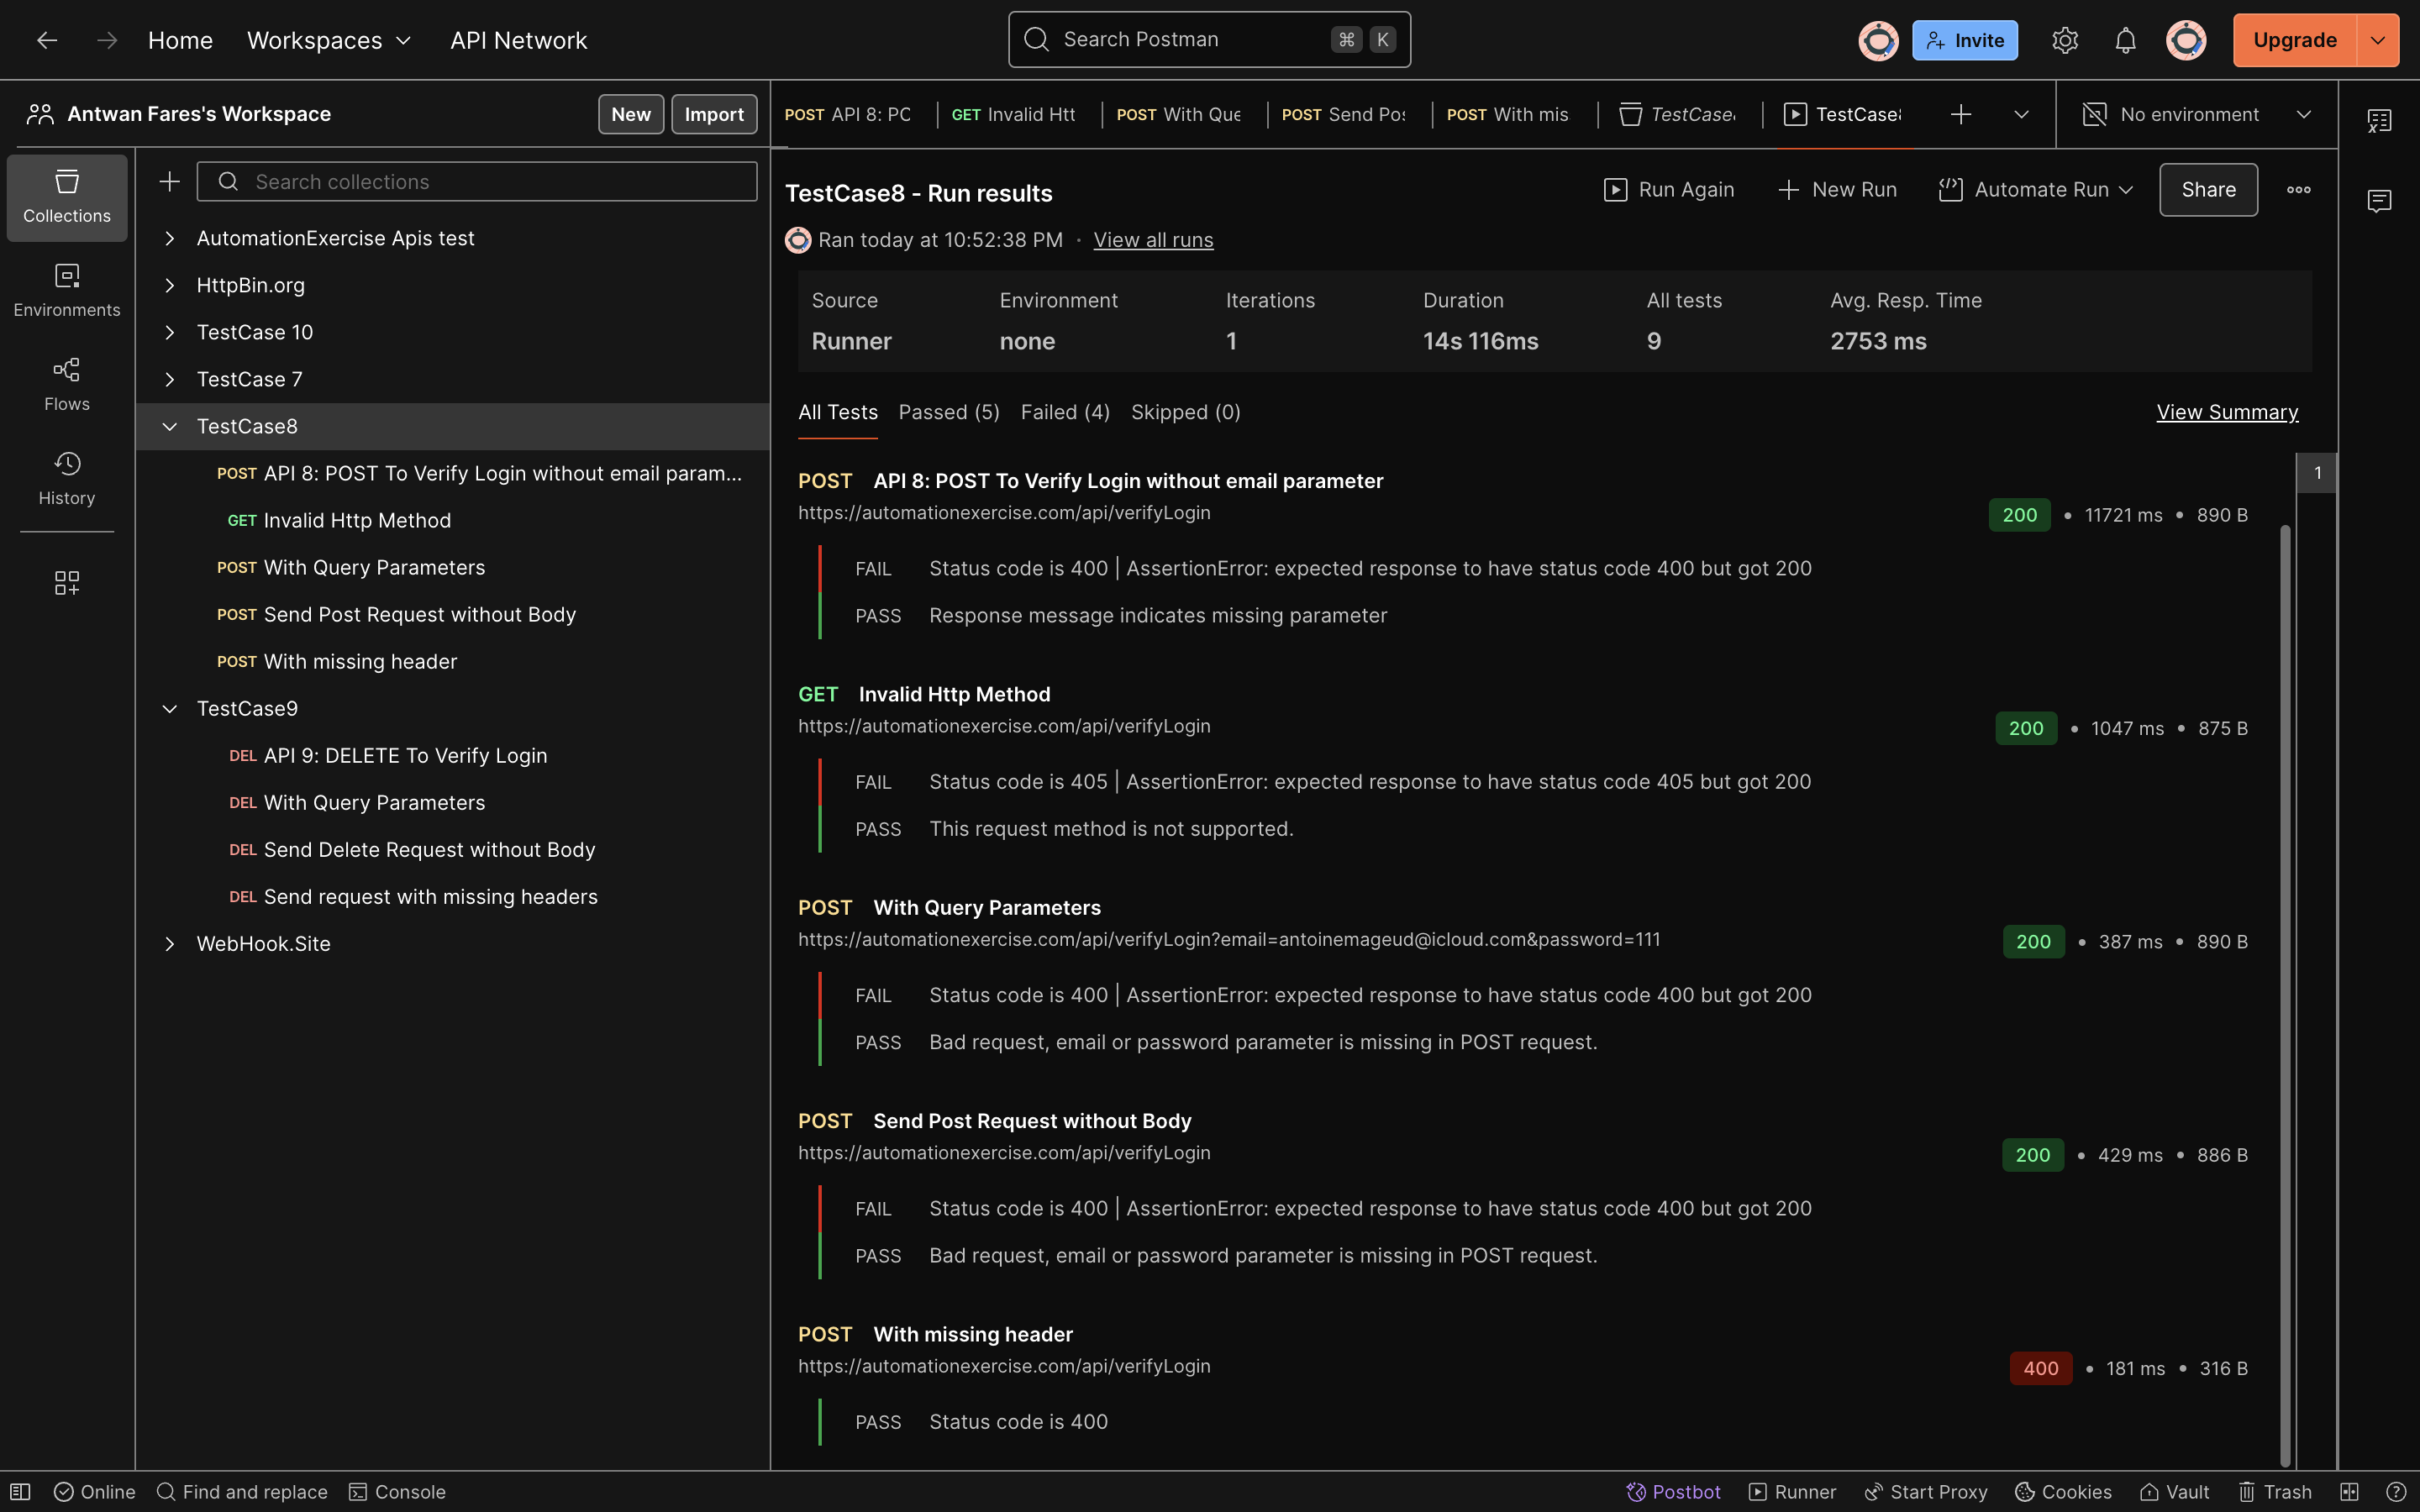 Home Workspaces API Network
Search Postman ⌘ K
Invite Upgrade
Antwan Fares's Workspace New Import
Collections
Environments
Flows
History
Search collections
AutomationExercise Apis test
HttpBin.org
TestCase 10
TestCase 7
TestCase8
POST API 8: POST To Verify Login without email param...
GET Invalid Http Method
POST With Query Parameters
POST Send Post Request without Body
POST With missing header
TestCase9
DEL API 9: DELETE To Verify Login
DEL With Query Parameters
DEL Send Delete Request without Body
DEL Send request with missing headers
WebHook.Site
POST API 8: PO GET Invalid Htt POST With Que POST Send Pos POST With mis TestCase TestCase8 No environment
TestCase8 - Run results
Run Again New Run Automate Run Share
Ran today at 10:52:38 PM · View all runs
Source Environment Iterations Duration All tests Avg. Resp. Time
Runner none 1 14s 116ms 9 2753 ms
All Tests Passed (5) Failed (4) Skipped (0) View Summary
1
POST API 8: POST To Verify Login without email parameter
https://automationexercise.com/api/verifyLogin
200 • 11721 ms • 890 B
FAIL Status code is 400 | AssertionError: expected response to have status code 400 but got 200
PASS Response message indicates missing parameter
GET Invalid Http Method
https://automationexercise.com/api/verifyLogin
200 • 1047 ms • 875 B
FAIL Status code is 405 | AssertionError: expected response to have status code 405 but got 200
PASS This request method is not supported.
POST With Query Parameters
https://automationexercise.com/api/verifyLogin?email=antoinemageud@icloud.com&password=111
200 • 387 ms • 890 B
FAIL Status code is 400 | AssertionError: expected response to have status code 400 but got 200
PASS Bad request, email or password parameter is missing in POST request.
POST Send Post Request without Body
https://automationexercise.com/api/verifyLogin
200 • 429 ms • 886 B
FAIL Status code is 400 | AssertionError: expected response to have status code 400 but got 200
PASS Bad request, email or password parameter is missing in POST request.
POST With missing header
https://automationexercise.com/api/verifyLogin
400 • 181 ms • 316 B
PASS Status code is 400
Online Find and replace Console Postbot Runner Start Proxy Cookies Vault Trash